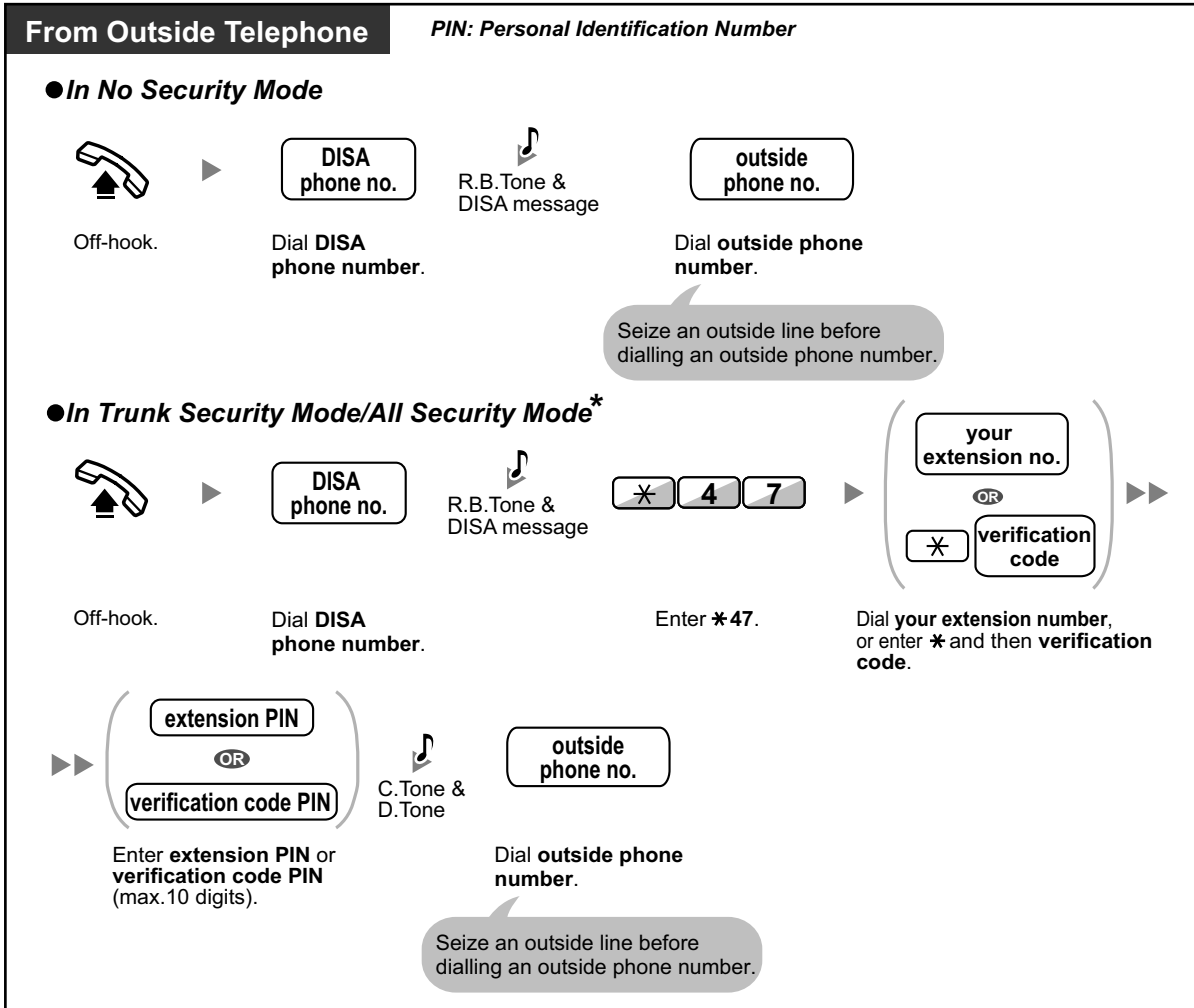 From Outside Telephone
PIN: Personal Identification Number
●In No Security Mode
DISA
phone no.
R.B.Tone &
DISA message
outside
phone no.
Off-hook.
Dial DISA
phone number.
Dial outside phone
number.
Seize an outside line before
dialling an outside phone number.
●In Trunk Security Mode/All Security Mode*
DISA
phone no.
R.B.Tone &
DISA message
* 4 7
your
extension no.
OR
* verification
code
Off-hook.
Dial DISA
phone number.
Enter *47.
Dial your extension number,
or enter * and then verification
code.
extension PIN
OR
verification code PIN
C.Tone &
D.Tone
outside
phone no.
Enter extension PIN or
verification code PIN
(max.10 digits).
Dial outside phone
number.
Seize an outside line before
dialling an outside phone number.